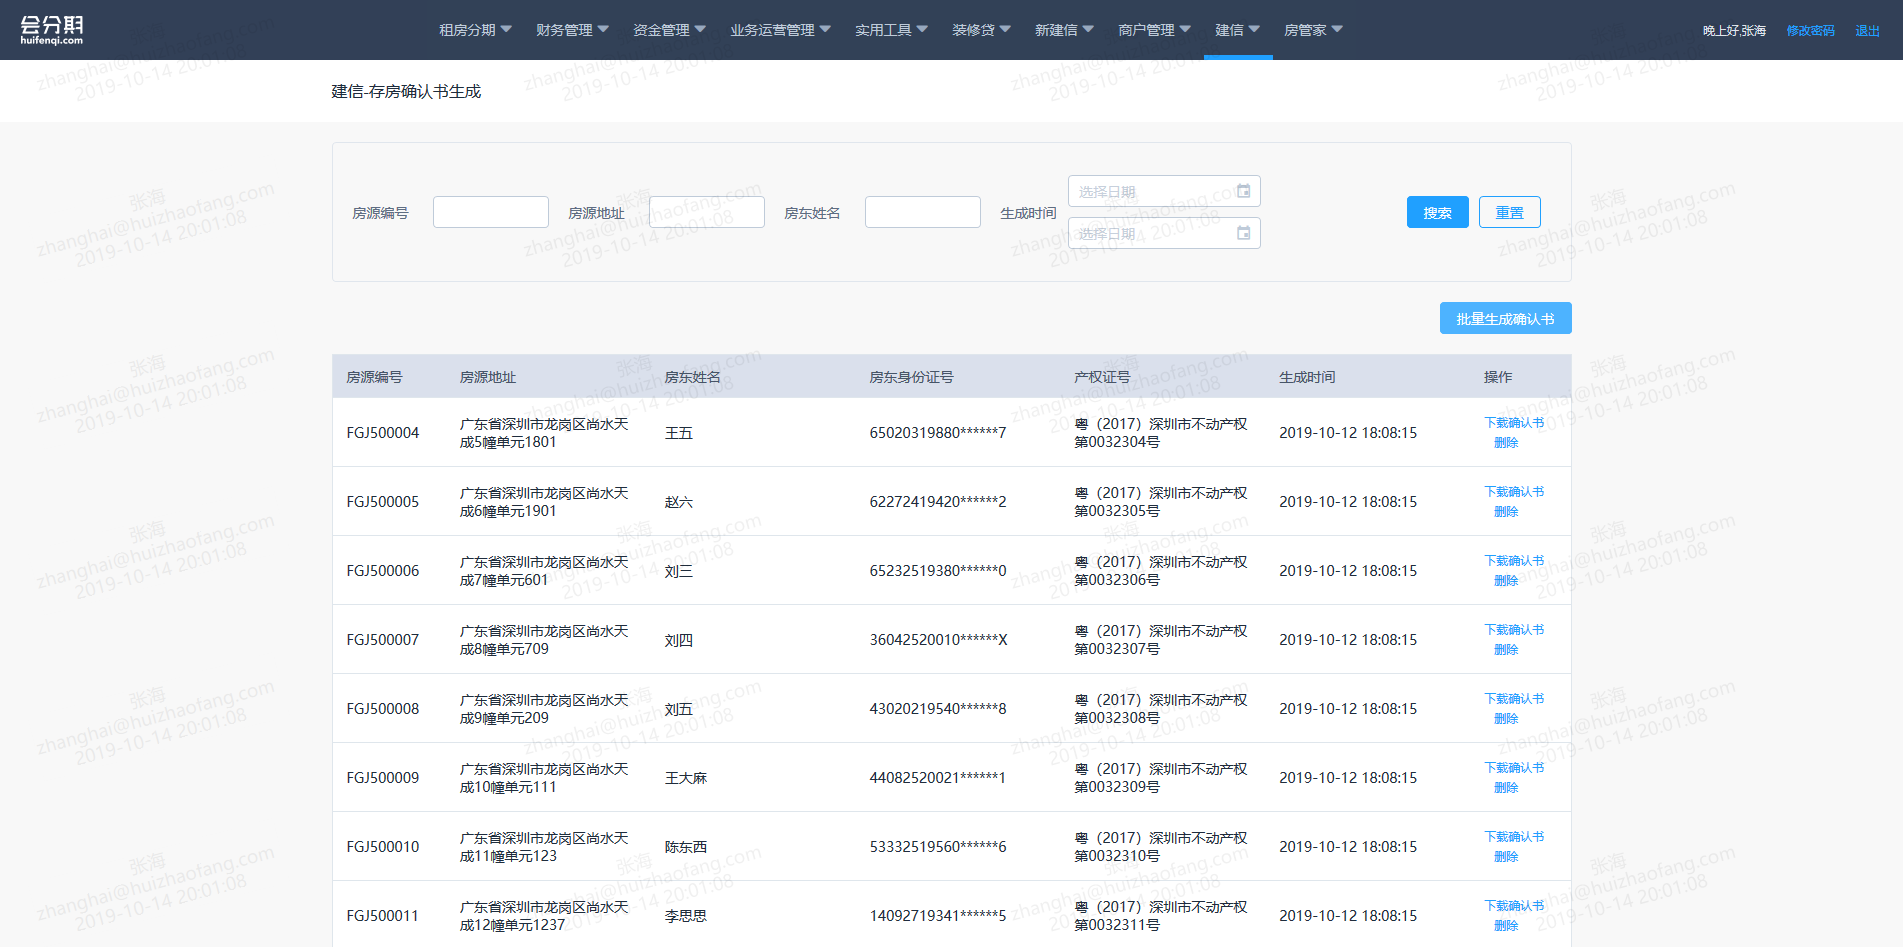 会分期
huifenqi.com
租房分期 财务管理 资金管理 业务运营管理 实用工具 装修贷 新建信 商户管理 建信 房管家
晚上好,张海 修改密码 退出
建信-存房确认书生成
房源编号 房源地址 房东姓名 生成时间 选择日期 选择日期 搜索 重置
批量生成确认书
房源编号 房源地址 房东姓名 房东身份证号 产权证号 生成时间 操作
FGJ500004 广东省深圳市龙岗区尚水天成5幢单元1801 王五 65020319880******7 粤（2017）深圳市不动产权第0032304号 2019-10-12 18:08:15 下载确认书 删除
FGJ500005 广东省深圳市龙岗区尚水天成6幢单元1901 赵六 62272419420******2 粤（2017）深圳市不动产权第0032305号 2019-10-12 18:08:15 下载确认书 删除
FGJ500006 广东省深圳市龙岗区尚水天成7幢单元601 刘三 65232519380******0 粤（2017）深圳市不动产权第0032306号 2019-10-12 18:08:15 下载确认书 删除
FGJ500007 广东省深圳市龙岗区尚水天成8幢单元709 刘四 36042520010******X 粤（2017）深圳市不动产权第0032307号 2019-10-12 18:08:15 下载确认书 删除
FGJ500008 广东省深圳市龙岗区尚水天成9幢单元209 刘五 43020219540******8 粤（2017）深圳市不动产权第0032308号 2019-10-12 18:08:15 下载确认书 删除
FGJ500009 广东省深圳市龙岗区尚水天成10幢单元111 王大麻 44082520021******1 粤（2017）深圳市不动产权第0032309号 2019-10-12 18:08:15 下载确认书 删除
FGJ500010 广东省深圳市龙岗区尚水天成11幢单元123 陈东西 53332519560******6 粤（2017）深圳市不动产权第0032310号 2019-10-12 18:08:15 下载确认书 删除
FGJ500011 广东省深圳市龙岗区尚水天成12幢单元1237 李思思 14092719341******5 粤（2017）深圳市不动产权第0032311号 2019-10-12 18:08:15 下载确认书 删除
张海
zhanghai@huizhaofang.com
2019-10-14 20:01:08